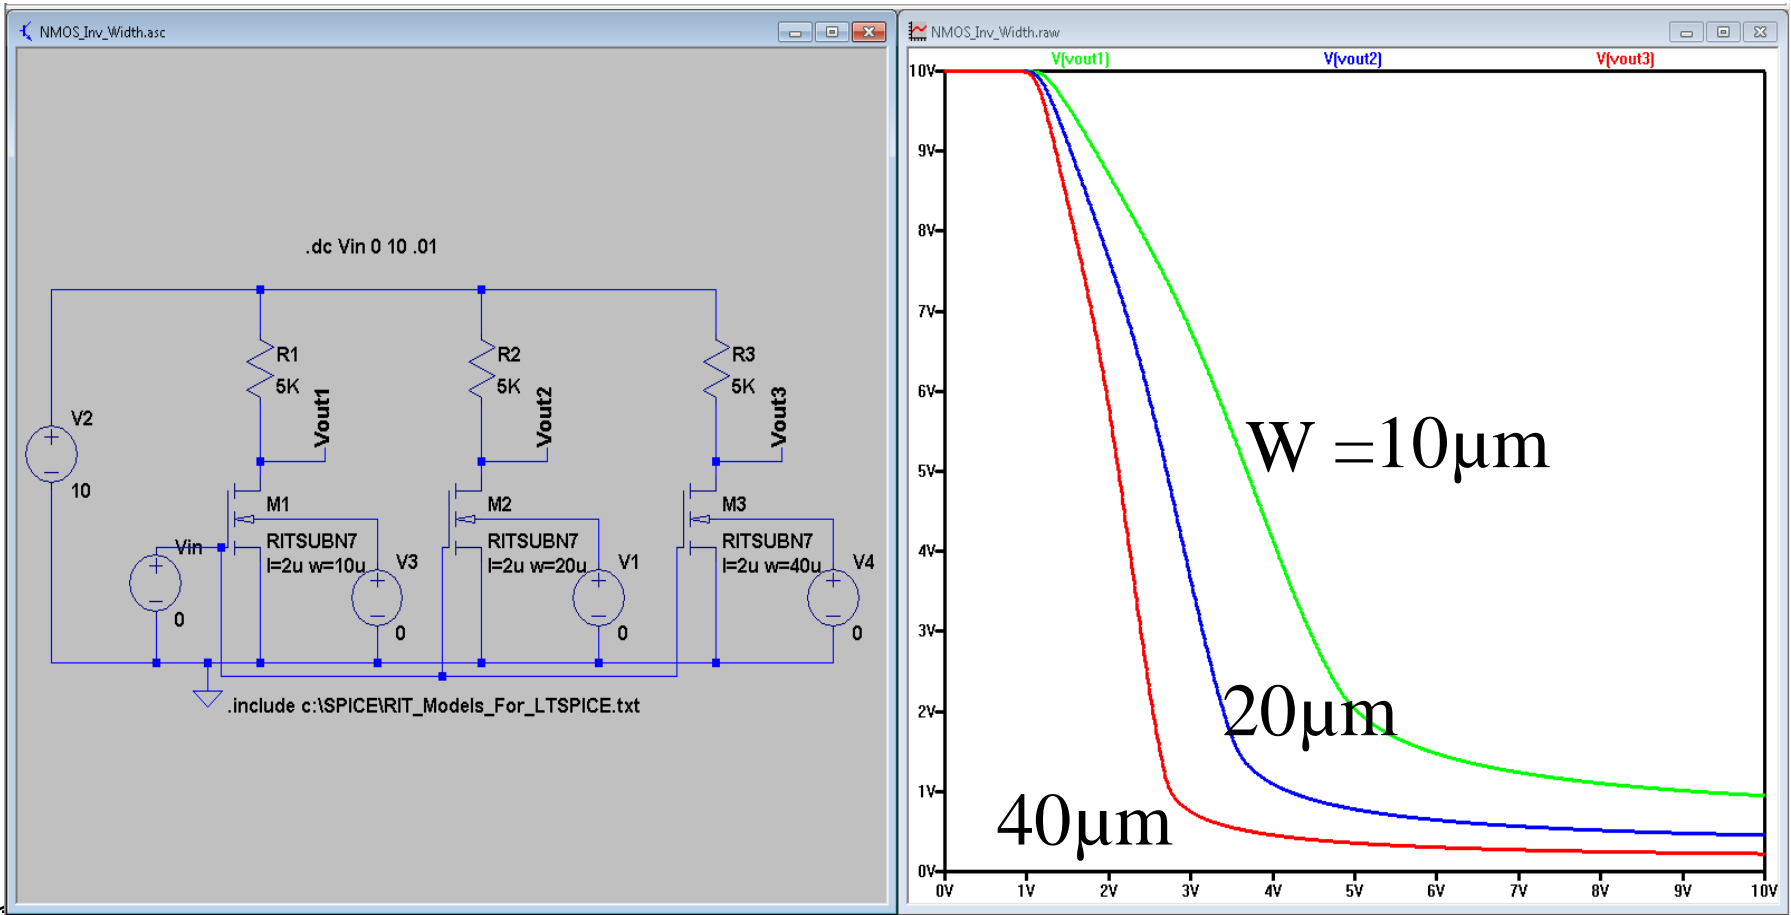 NMOS_Inv_Width.asc
.dc Vin 0 10 .01
R1
5K
R2
5K
R3
5K
Vout1
Vout2
Vout3
V2
10
M1
RITSUBN7
l=2u w=10u
M2
RITSUBN7
l=2u w=20u
M3
RITSUBN7
l=2u w=40u
Vin
0
V3
0
V1
0
V4
0
.include c:\SPICE\RIT_Models_For_LTSPICE.txt
NMOS_Inv_Width.raw
V(vout1) V(vout2) V(vout3)
10V
9V
8V
7V
6V
5V
4V
3V
2V
1V
0V
W =10µm
20µm
40µm
0V 1V 2V 3V 4V 5V 6V 7V 8V 9V 10V